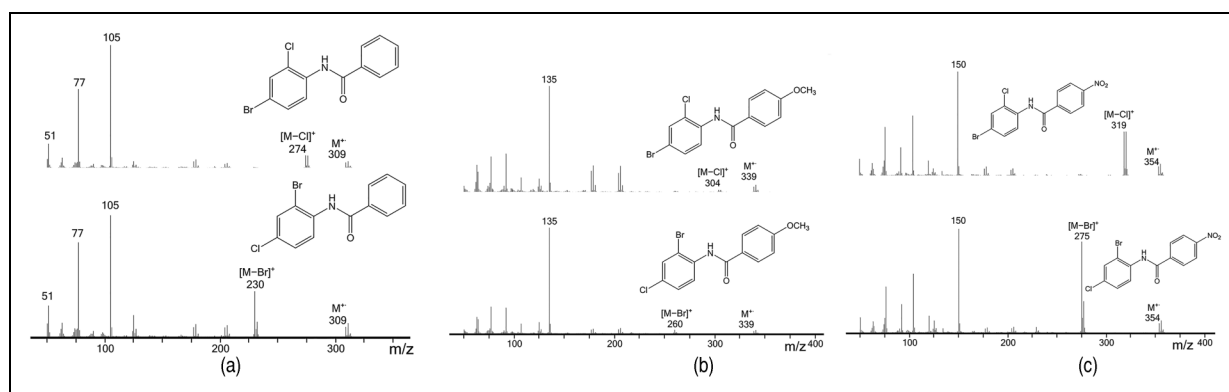 105
77
51
Cl
H
N
O
Br
[M–Cl]⁺
274
M⁺·
309
105
77
51
Br
H
N
O
Cl
[M–Br]⁺
230
M⁺·
309
100
200
300
m/z
(a)
135
Cl
H
N
O
Br
OCH₃
[M–Cl]⁺
304
M⁺·
339
135
Br
H
N
O
Cl
OCH₃
[M–Br]⁺
260
M⁺·
339
100
200
300
400
m/z
(b)
150
Cl
H
N
O
Br
NO₂
[M–Cl]⁺
319
M⁺·
354
150
Br
H
N
O
Cl
NO₂
[M–Br]⁺
275
M⁺·
354
100
200
300
400
m/z
(c)